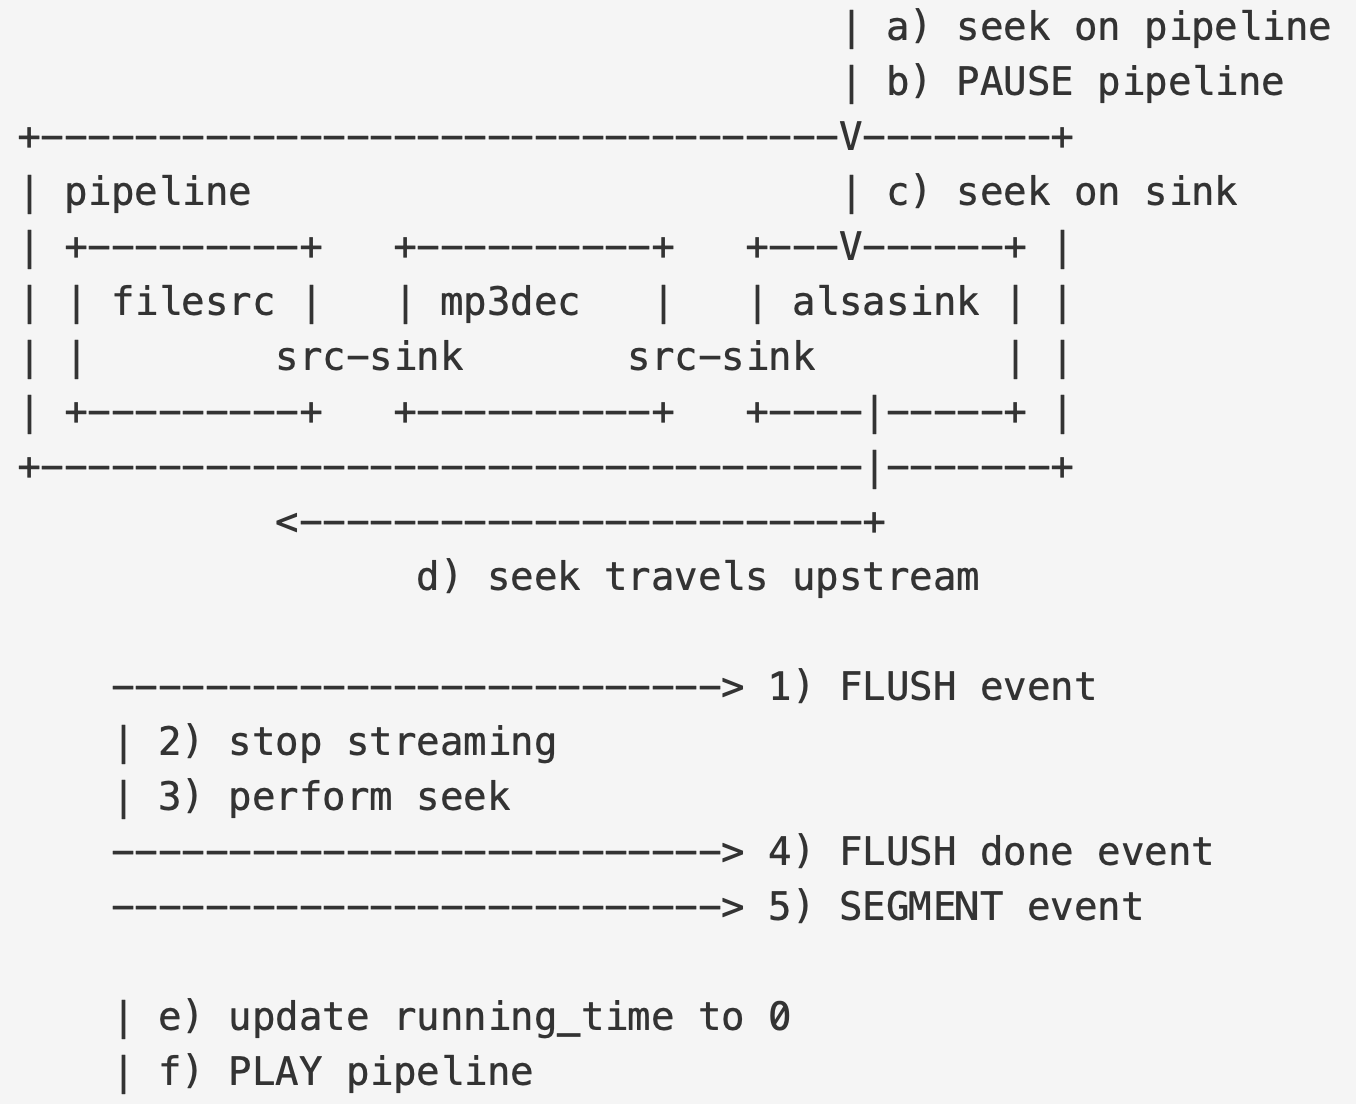 | a) seek on pipeline
                                   | b) PAUSE pipeline
+----------------------------------V--------+
| pipeline                         | c) seek on sink
| +---------+   +----------+   +---V------+ |
| | filesrc |   | mp3dec   |   | alsasink | |
| |        src-sink       src-sink        | |
| +---------+   +----------+   +----|-----+ |
+-----------------------------------|-------+
           <------------------------+
                 d) seek travels upstream

    --------------------------> 1) FLUSH event
    | 2) stop streaming
    | 3) perform seek
    --------------------------> 4) FLUSH done event
    --------------------------> 5) SEGMENT event

    | e) update running_time to 0
    | f) PLAY pipeline